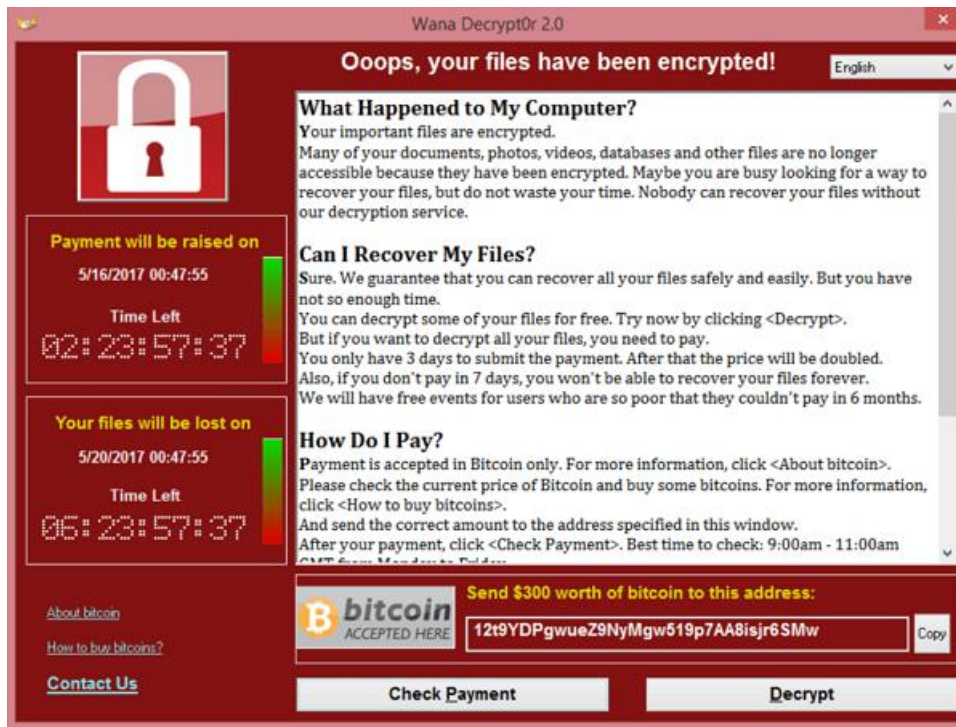 Wana Decrypt0r 2.0
Ooops, your files have been encrypted!
English
Payment will be raised on
5/16/2017 00:47:55
Time Left
02:23:57:37
Your files will be lost on
5/20/2017 00:47:55
Time Left
06:23:57:37
About bitcoin
How to buy bitcoins?
Contact Us
What Happened to My Computer?
Your important files are encrypted.
Many of your documents, photos, videos, databases and other files are no longer
accessible because they have been encrypted. Maybe you are busy looking for a way to
recover your files, but do not waste your time. Nobody can recover your files without
our decryption service.
Can I Recover My Files?
Sure. We guarantee that you can recover all your files safely and easily. But you have
not so enough time.
You can decrypt some of your files for free. Try now by clicking <Decrypt>.
But if you want to decrypt all your files, you need to pay.
You only have 3 days to submit the payment. After that the price will be doubled.
Also, if you don't pay in 7 days, you won't be able to recover your files forever.
We will have free events for users who are so poor that they couldn't pay in 6 months.
How Do I Pay?
Payment is accepted in Bitcoin only. For more information, click <About bitcoin>.
Please check the current price of Bitcoin and buy some bitcoins. For more information,
click <How to buy bitcoins>.
And send the correct amount to the address specified in this window.
After your payment, click <Check Payment>. Best time to check: 9:00am - 11:00am
GMT from Monday to Friday.
bitcoin
ACCEPTED HERE
Send $300 worth of bitcoin to this address:
12t9YDPgwueZ9NyMgw519p7AA8isjr6SMw
Copy
Check Payment
Decrypt